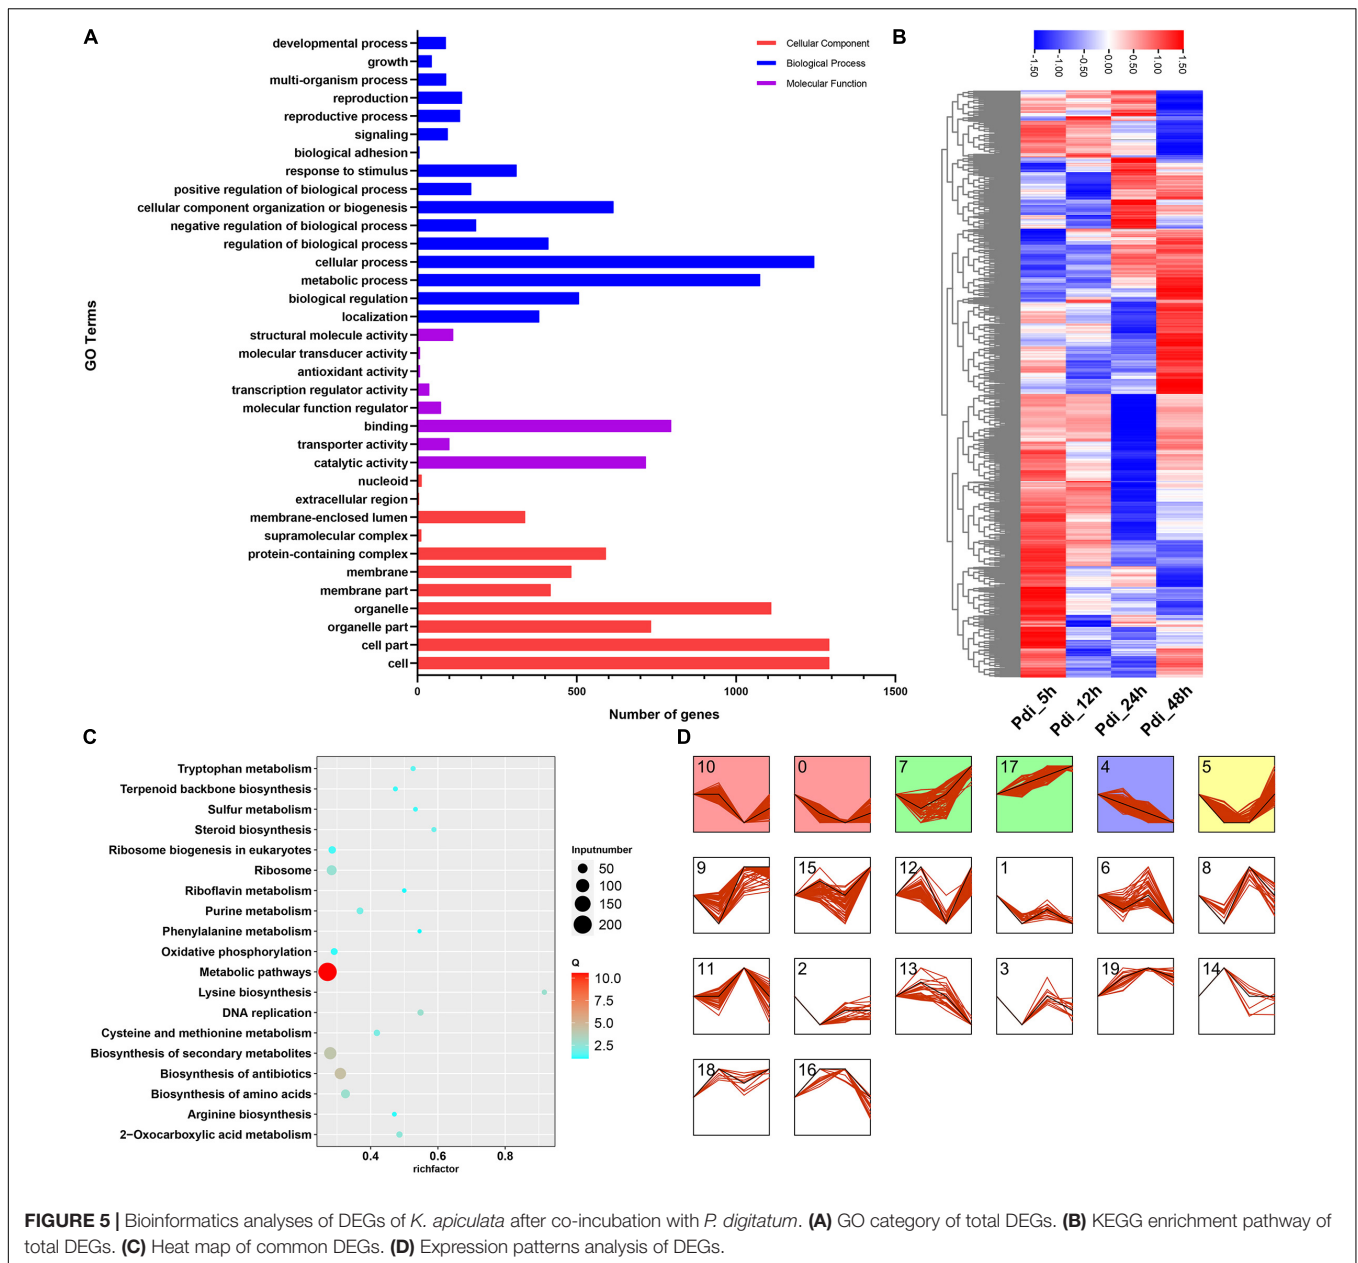 A
GO Terms
developmental process
growth
multi-organism process
reproduction
reproductive process
signaling
biological adhesion
response to stimulus
positive regulation of biological process
cellular component organization or biogenesis
negative regulation of biological process
regulation of biological process
cellular process
metabolic process
biological regulation
localization
structural molecule activity
molecular transducer activity
antioxidant activity
transcription regulator activity
molecular function regulator
binding
transporter activity
catalytic activity
nucleoid
extracellular region
membrane-enclosed lumen
supramolecular complex
protein-containing complex
membrane
membrane part
organelle
organelle part
cell part
cell
0 500 1000 1500
Number of genes
Cellular Component
Biological Process
Molecular Function
B
-1.50 -1.00 -0.50 0.00 0.50 1.00 1.50
Pdi_5h Pdi_12h Pdi_24h Pdi_48h
C
Tryptophan metabolism
Terpenoid backbone biosynthesis
Sulfur metabolism
Steroid biosynthesis
Ribosome biogenesis in eukaryotes
Ribosome
Riboflavin metabolism
Purine metabolism
Phenylalanine metabolism
Oxidative phosphorylation
Metabolic pathways
Lysine biosynthesis
DNA replication
Cysteine and methionine metabolism
Biosynthesis of secondary metabolites
Biosynthesis of antibiotics
Biosynthesis of amino acids
Arginine biosynthesis
2−Oxocarboxylic acid metabolism
0.4 0.6 0.8
richfactor
Inputnumber
50
100
150
200
Q
10.0
7.5
5.0
2.5
D
10 0 7 17 4 5
9 15 12 1 6 8
11 2 13 3 19 14
18 16
FIGURE 5 | Bioinformatics analyses of DEGs of K. apiculata after co-incubation with P. digitatum. (A) GO category of total DEGs. (B) KEGG enrichment pathway of
total DEGs. (C) Heat map of common DEGs. (D) Expression patterns analysis of DEGs.